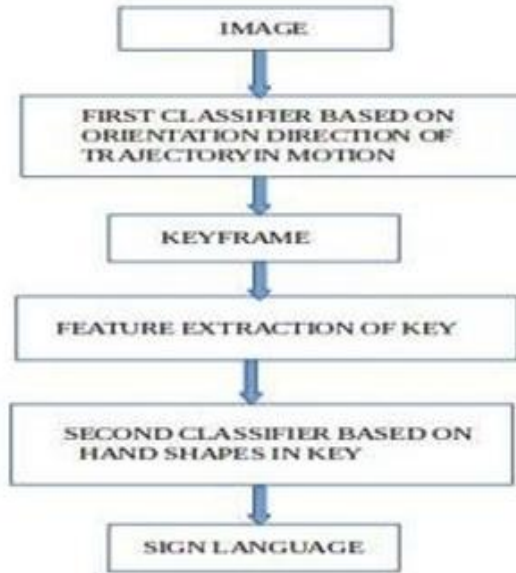 IMAGE
FIRST CLASSIFIER BASED ON
ORIENTATION DIRECTION OF
TRAJECTORYIN MOTION
KEYFRAME
FEATURE EXTRACTION OF KEY
SECOND CLASSIFIER BASED ON
HAND SHAPES IN KEY
SIGN LANGUAGE